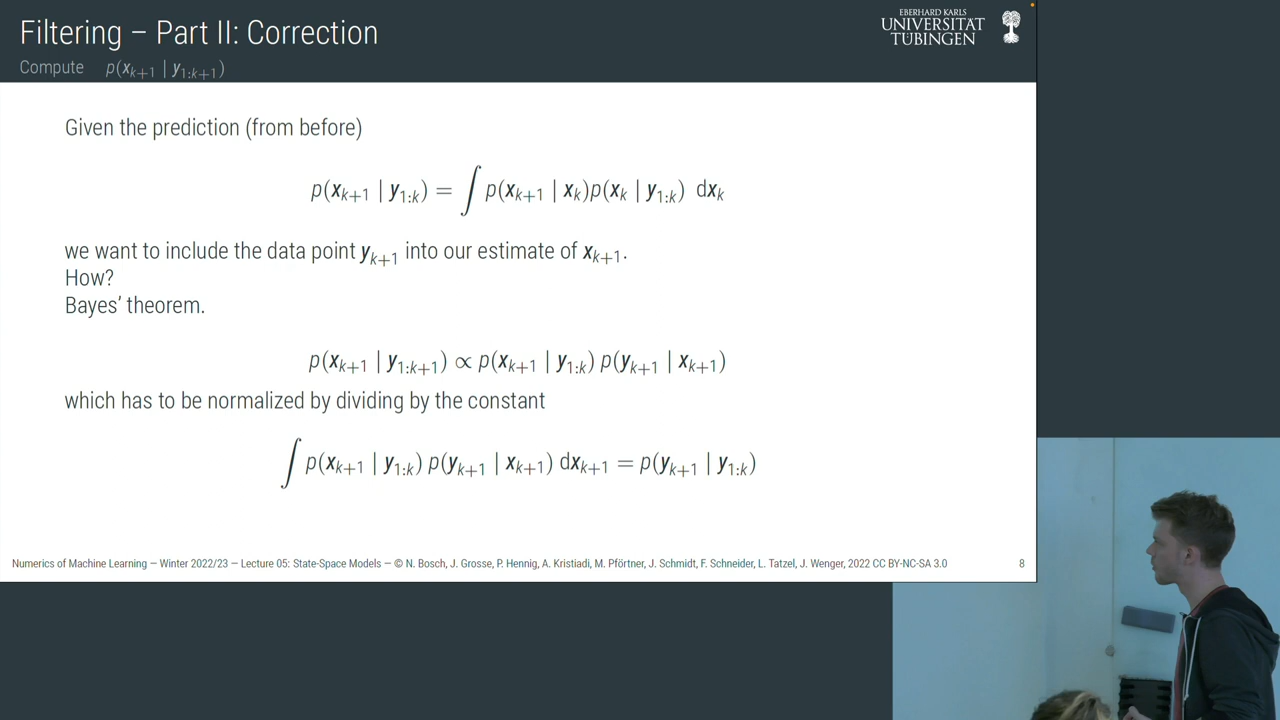 Filtering – Part II: Correction
Compute p(x_{k+1} | y_{1:k+1})
EBERHARD KARLS
UNIVERSITÄT
TÜBINGEN
Given the prediction (from before)
p(x_{k+1} | y_{1:k}) = ∫ p(x_{k+1} | x_k)p(x_k | y_{1:k}) dx_k
we want to include the data point y_{k+1} into our estimate of x_{k+1}.
How?
Bayes’ theorem.
p(x_{k+1} | y_{1:k+1}) ∝ p(x_{k+1} | y_{1:k}) p(y_{k+1} | x_{k+1})
which has to be normalized by dividing by the constant
∫ p(x_{k+1} | y_{1:k}) p(y_{k+1} | x_{k+1}) dx_{k+1} = p(y_{k+1} | y_{1:k})
Numerics of Machine Learning — Winter 2022/23 — Lecture 05: State-Space Models — © N. Bosch, J. Grosse, P. Hennig, A. Kristiadi, M. Pförtner, J. Schmidt, F. Schneider, L. Tatzel, J. Wenger, 2022 CC BY-NC-SA 3.0 8